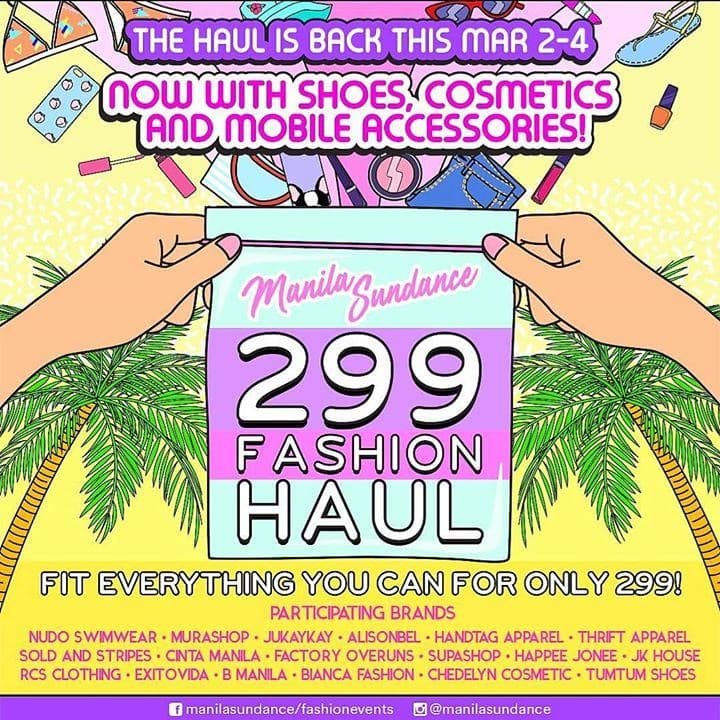 THE HAUL IS BACK THIS MAR 2-4
NOW WITH SHOES, COSMETICS
AND MOBILE ACCESSORIES!
Manila Sundance
299
FASHION
HAUL
FIT EVERYTHING YOU CAN FOR ONLY 299!
PARTICIPATING BRANDS
NUDO SWIMWEAR • MURASHOP • JUKAYKAY • ALISONBEL • HANDTAG APPAREL • THRIFT APPAREL
SOLD AND STRIPES • CINTA MANILA • FACTORY OVERUNS • SUPASHOP • HAPPEE JONEE • JK HOUSE
RCS CLOTHING • EXITOVIDA • B MANILA • BIANCA FASHION • CHEDELYN COSMETIC • TUMTUM SHOES
manilasundance/fashionevents @manilasundance